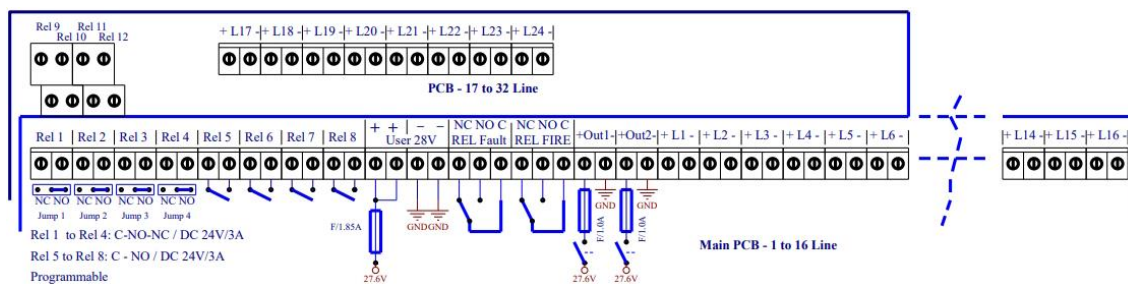 Rel 9 Rel 11
Rel 10 Rel 12
+ L17 - + L18 - + L19 - + L20 - + L21 - + L22 - + L23 - + L24 -
PCB - 17 to 32 Line
Rel 1 Rel 2 Rel 3 Rel 4 Rel 5 Rel 6 Rel 7 Rel 8
+ + − −
User 28V
NC NO C
REL Fault
NC NO C
REL FIRE
+Out1- +Out2- + L1 - + L2 - + L3 - + L4 - + L5 - + L6 - + L14 - + L15 - + L16 -
NC NO NC NO NC NO NC NO
Jump 1 Jump 2 Jump 3 Jump 4
F/1.85A
GND GND
GND
GND
F/1.0A
F/1.0A
27.6V
27.6V
27.6V
Main PCB - 1 to 16 Line
Rel 1 to Rel 4: C-NO-NC / DC 24V/3A
Rel 5 to Rel 8: C - NO / DC 24V/3A
Programmable